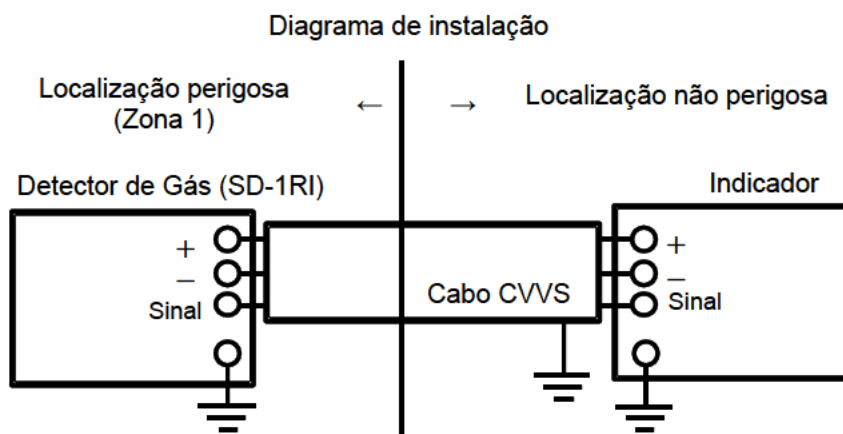 Diagrama de instalação
Localização perigosa
(Zona 1)
← →
Localização não perigosa
Detector de Gás (SD-1RI)
Indicador
+
−
Sinal
Cabo CVVS
+
−
Sinal